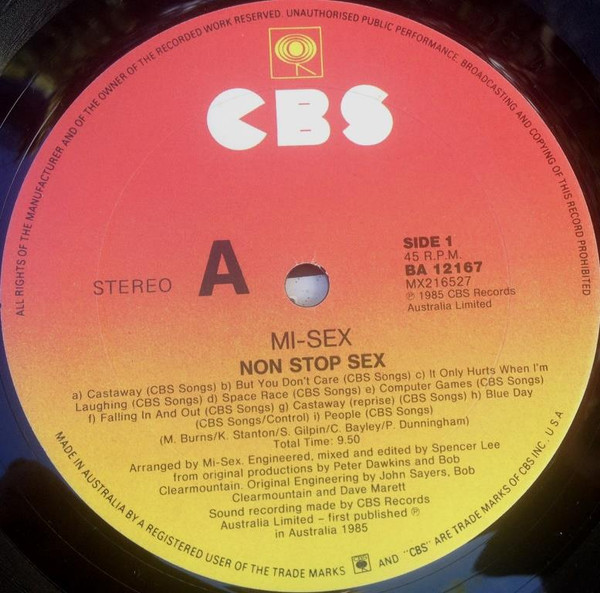 ALL RIGHTS OF THE MANUFACTURER AND OF THE OWNER OF THE RECORDED WORK RESERVED. UNAUTHORISED PUBLIC PERFORMANCE, BROADCASTING AND COPYING OF THIS RECORD PROHIBITED
CBS
STEREO
A
SIDE 1
45 R.P.M.
BA 12167
MX216527
℗ 1985 CBS Records
Australia Limited
MI-SEX
NON STOP SEX
a) Castaway (CBS Songs) b) But You Don't Care (CBS Songs) c) It Only Hurts When I'm
Laughing (CBS Songs) d) Space Race (CBS Songs) e) Computer Games (CBS Songs)
f) Falling In And Out (CBS Songs) g) Castaway (reprise) (CBS Songs) h) Blue Day
(CBS Songs/Control) i) People (CBS Songs)
(M. Burns/K. Stanton/S. Gilpin/C. Bayley/P. Dunningham)
Total Time: 9.50
Arranged by Mi-Sex. Engineered, mixed and edited by Spencer Lee
from original productions by Peter Dawkins and Bob
Clearmountain. Original Engineering by John Sayers, Bob
Clearmountain and Dave Marett
Sound recording made by CBS Records
Australia Limited – first published ℗
in Australia 1985
MADE IN AUSTRALIA BY A REGISTERED USER OF THE TRADE MARKS AND "CBS" ARE TRADE MARKS OF CBS INC. U S A